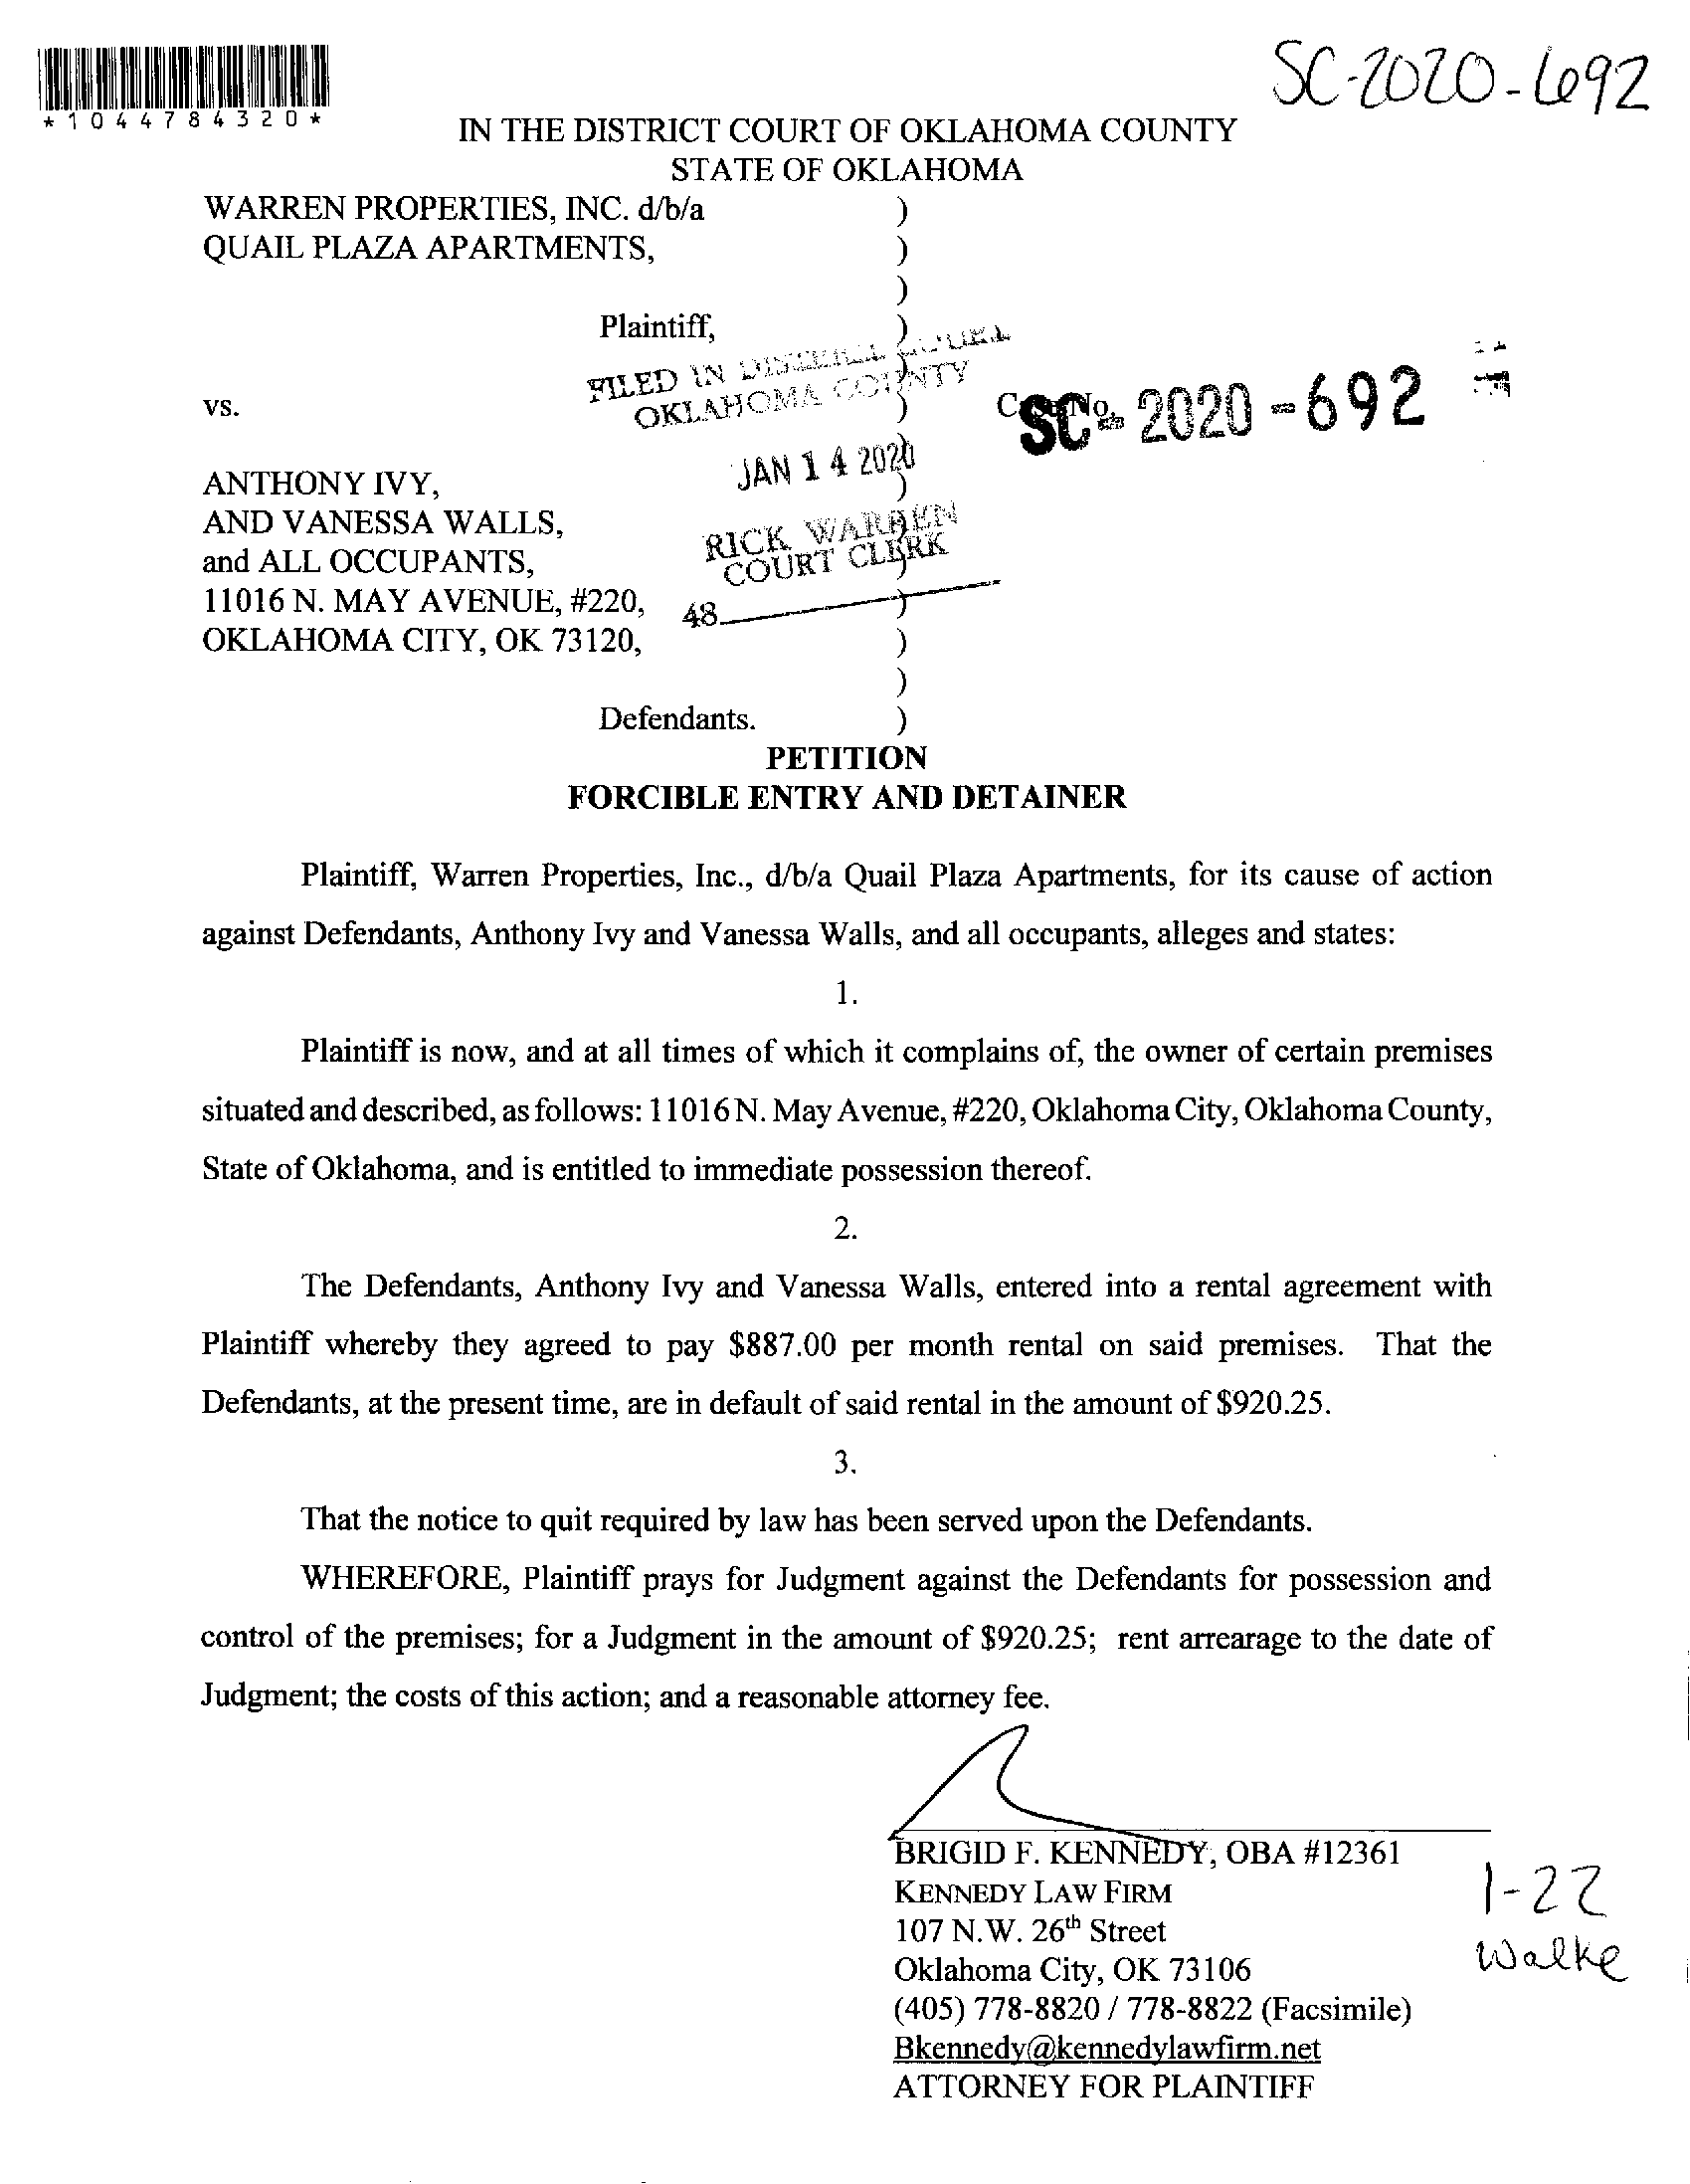 SC-2020-692
*1044784320*
IN THE DISTRICT COURT OF OKLAHOMA COUNTY
STATE OF OKLAHOMA
WARREN PROPERTIES, INC. d/b/a )
QUAIL PLAZA APARTMENTS, )
)
Plaintiff, )
FILED IN DISTRICT COURT
OKLAHOMA COUNTY
vs. ) Case No. SC-2020-692
JAN 14 2020
ANTHONY IVY, )
AND VANESSA WALLS, )
RICK WARREN
COURT CLERK
and ALL OCCUPANTS, )
11016 N. MAY AVENUE, #220, )
48
OKLAHOMA CITY, OK 73120, )
)
Defendants. )
PETITION
FORCIBLE ENTRY AND DETAINER
Plaintiff, Warren Properties, Inc., d/b/a Quail Plaza Apartments, for its cause of action
against Defendants, Anthony Ivy and Vanessa Walls, and all occupants, alleges and states:
1.
Plaintiff is now, and at all times of which it complains of, the owner of certain premises
situated and described, as follows: 11016 N. May Avenue, #220, Oklahoma City, Oklahoma County,
State of Oklahoma, and is entitled to immediate possession thereof.
2.
The Defendants, Anthony Ivy and Vanessa Walls, entered into a rental agreement with
Plaintiff whereby they agreed to pay $887.00 per month rental on said premises. That the
Defendants, at the present time, are in default of said rental in the amount of $920.25.
3.
That the notice to quit required by law has been served upon the Defendants.
WHEREFORE, Plaintiff prays for Judgment against the Defendants for possession and
control of the premises; for a Judgment in the amount of $920.25; rent arrearage to the date of
Judgment; the costs of this action; and a reasonable attorney fee.
BRIGID F. KENNEDY, OBA #12361
KENNEDY LAW FIRM
107 N.W. 26th Street
Oklahoma City, OK 73106
(405) 778-8820 / 778-8822 (Facsimile)
Bkennedy@kennedylawfirm.net
ATTORNEY FOR PLAINTIFF
1-22
Walke